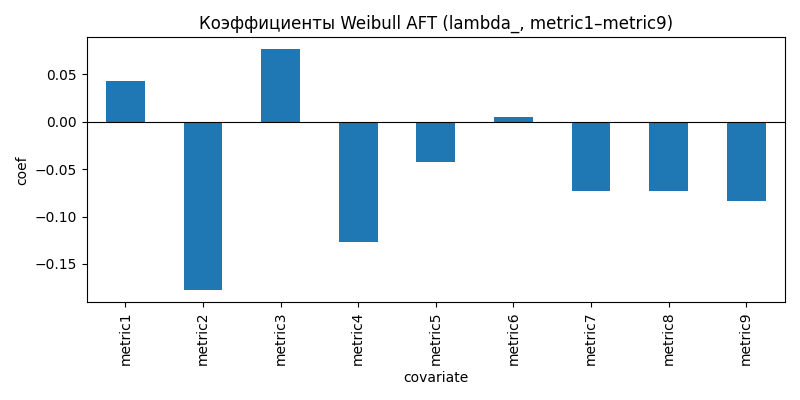 Коэффициенты Weibull AFT (lambda_, metric1–metric9)
coef
0.05
0.00
−0.05
−0.10
−0.15
metric1
metric2
metric3
metric4
metric5
metric6
metric7
metric8
metric9
covariate